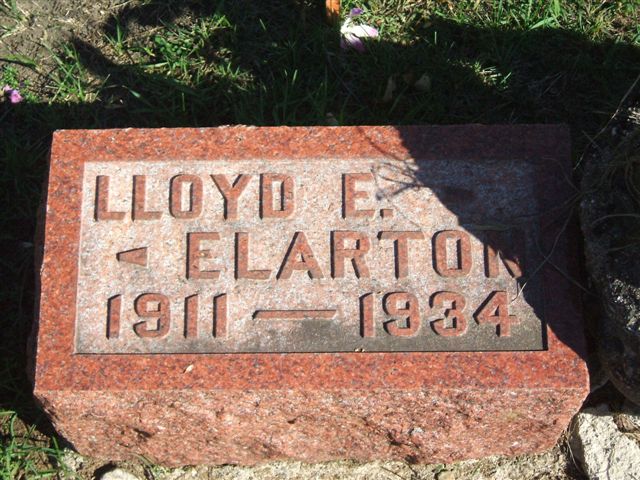 LLOYD E.
ELARTON
1911 — 1934